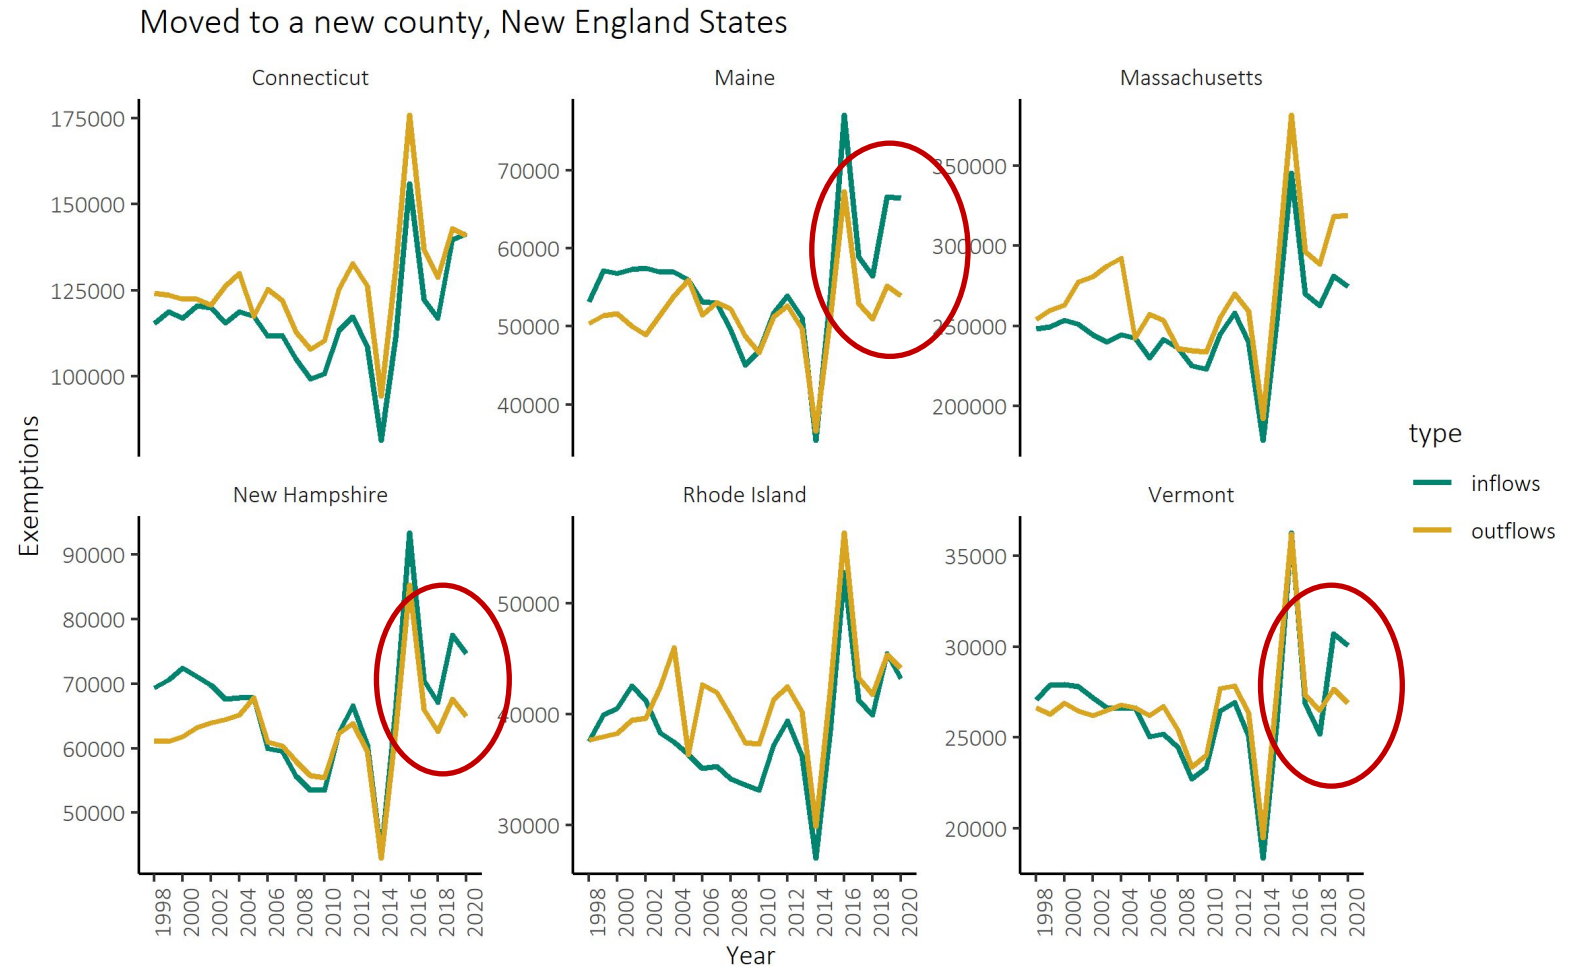 Moved to a new county, New England States
Connecticut
Maine
Massachusetts
175000
150000
125000
100000
70000
60000
50000
40000
350000
300000
250000
200000
New Hampshire
Rhode Island
Vermont
90000
80000
70000
60000
50000
50000
40000
30000
35000
30000
25000
20000
1998 2000 2002 2004 2006 2008 2010 2012 2014 2016 2018 2020
1998 2000 2002 2004 2006 2008 2010 2012 2014 2016 2018 2020
1998 2000 2002 2004 2006 2008 2010 2012 2014 2016 2018 2020
Exemptions
Year
type
inflows
outflows